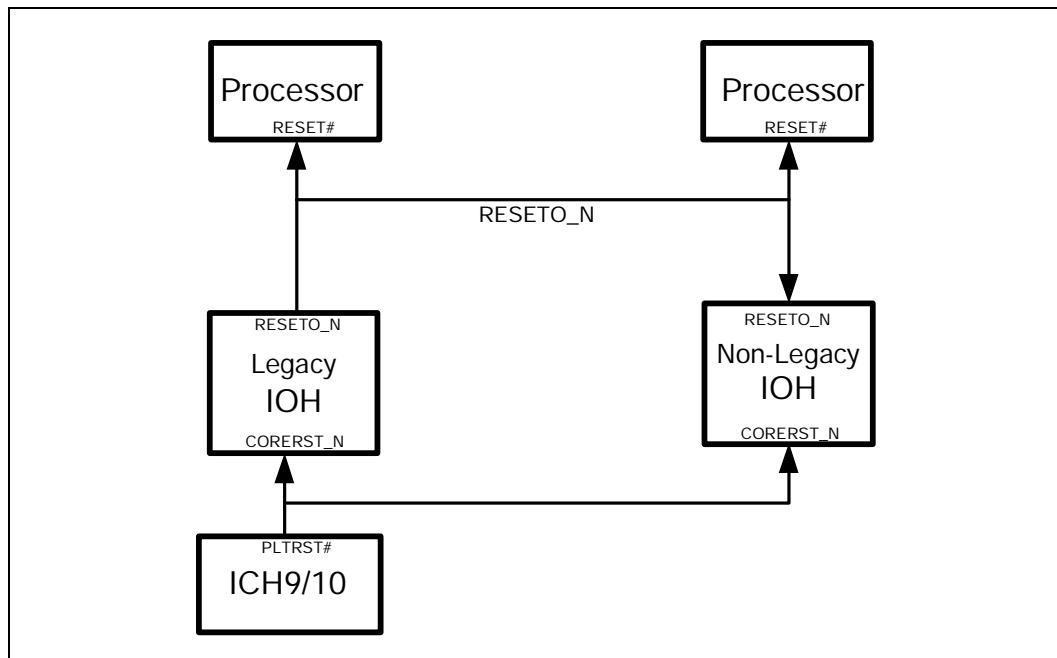 Processor
RESET#
Processor
RESET#
RESETO_N
RESETO_N
Legacy
IOH
CORERST_N
RESETO_N
Non-Legacy
IOH
CORERST_N
PLTRST#
ICH9/10